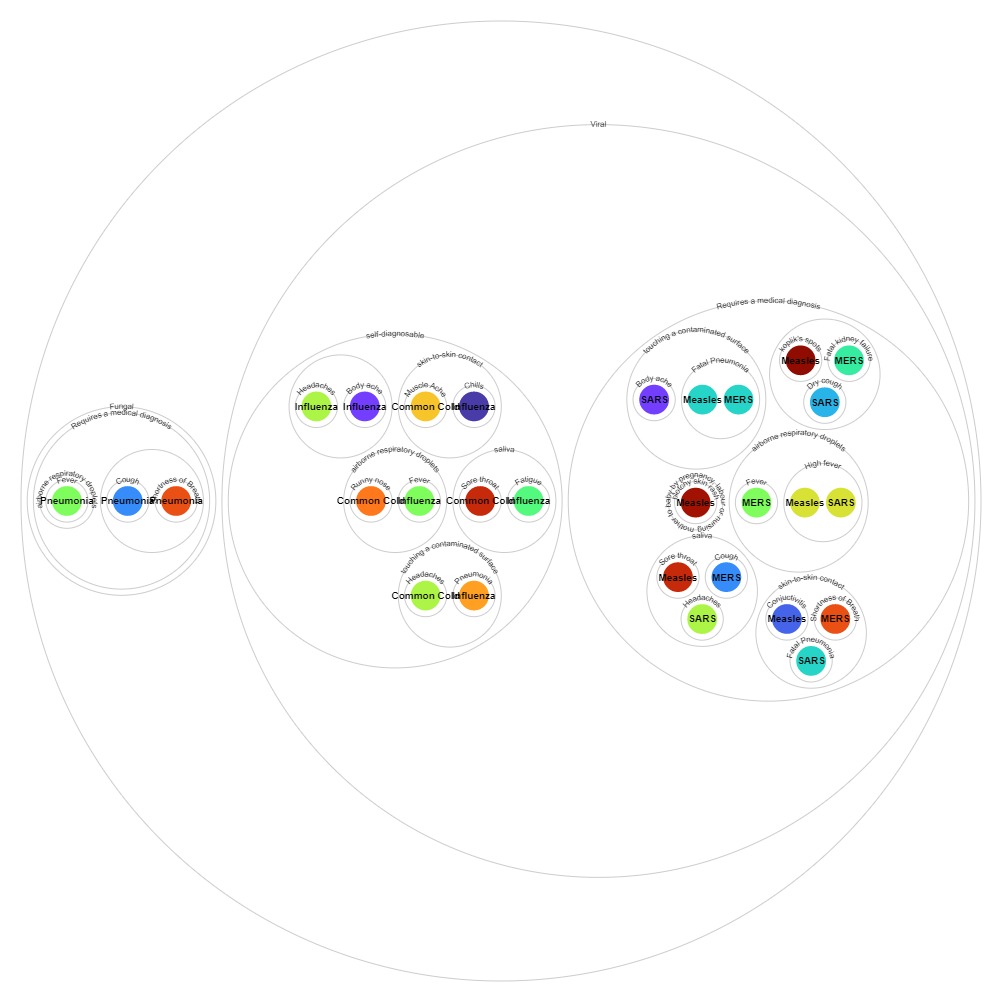 Viral
Fungal
Requires a medical diagnosis
airborne respiratory droplets
Fever
Pneumonia
Cough
Pneumonia
Shortness of Breath
Pneumonia
self-diagnosable
Headaches
Influenza
Body ache
Influenza
skin-to-skin contact
Muscle Ache
Common Cold
Chills
Influenza
airborne respiratory droplets
Runny nose
Common Cold
Fever
Influenza
saliva
Sore throat
Common Cold
Fatigue
Influenza
touching a contaminated surface
Headaches
Common Cold
Pneumonia
Influenza
Requires a medical diagnosis
touching a contaminated surface
Body ache
SARS
Fatal Pneumonia
Measles
MERS
koplik's spots
Measles
Fatal kidney failure
MERS
Dry cough
SARS
mother to baby by pregnancy, labour or nursing
Measles
airborne respiratory droplets
Fever
MERS
High fever
Measles
SARS
saliva
Sore throat
Measles
Cough
MERS
Headaches
SARS
skin-to-skin contact
Conjuctivitis
Measles
Shortness of Breath
MERS
Fatal Pneumonia
SARS